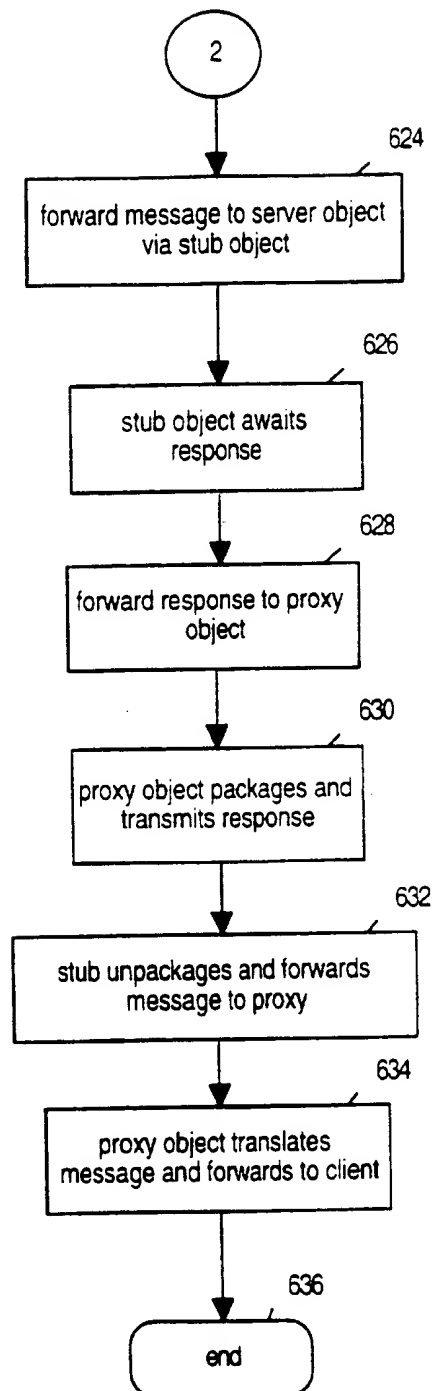 2
624
forward message to server object
via stub object
626
stub object awaits
response
628
forward response to proxy
object
630
proxy object packages and
transmits response
632
stub unpackages and forwards
message to proxy
634
proxy object translates
message and forwards to client
636
end